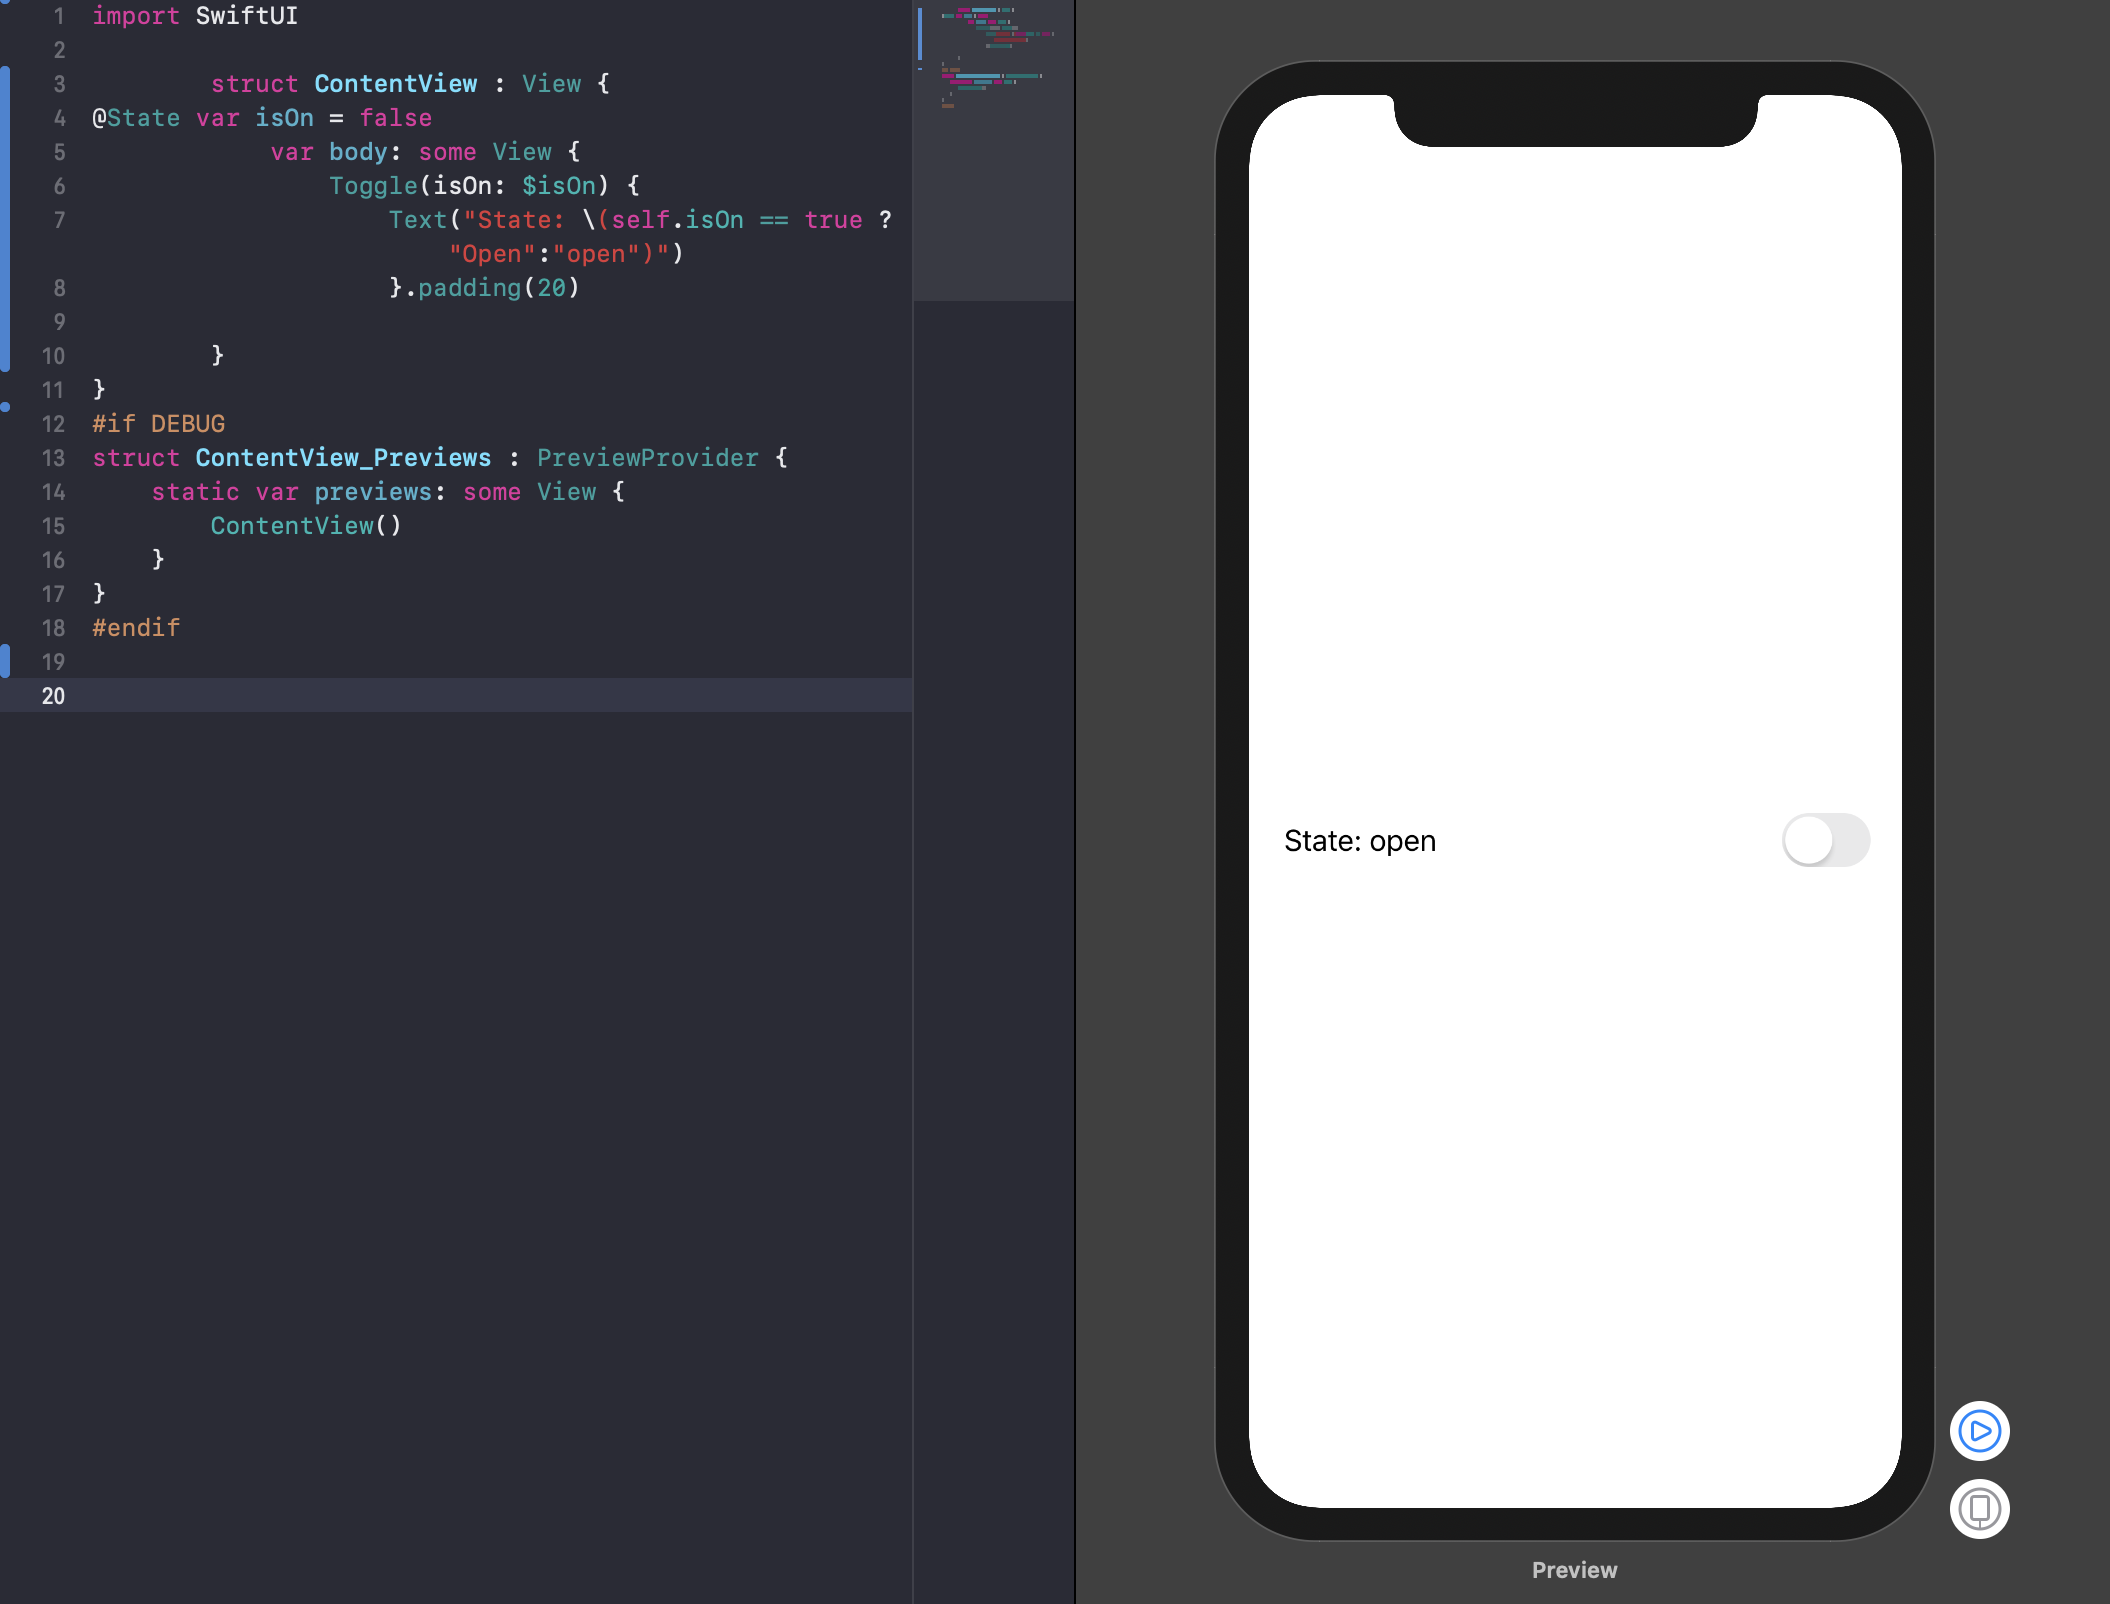 1 import SwiftUI
2
3 struct ContentView : View {
4 @State var isOn = false
5 var body: some View {
6 Toggle(isOn: $isOn) {
7 Text("State: \(self.isOn == true ?
"Open":"open")")
8 }.padding(20)
9
10 }
11 }
12 #if DEBUG
13 struct ContentView_Previews : PreviewProvider {
14 static var previews: some View {
15 ContentView()
16 }
17 }
18 #endif
19
20
State: open
Preview